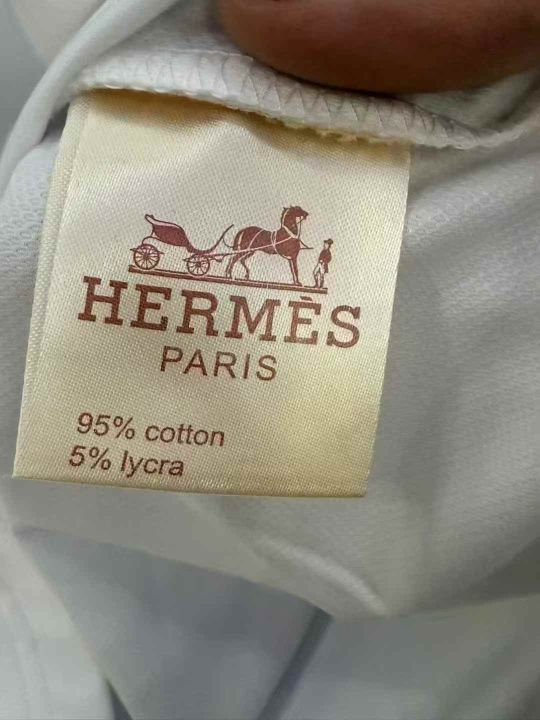 HERMÈS
PARIS
95% cotton
5% lycra